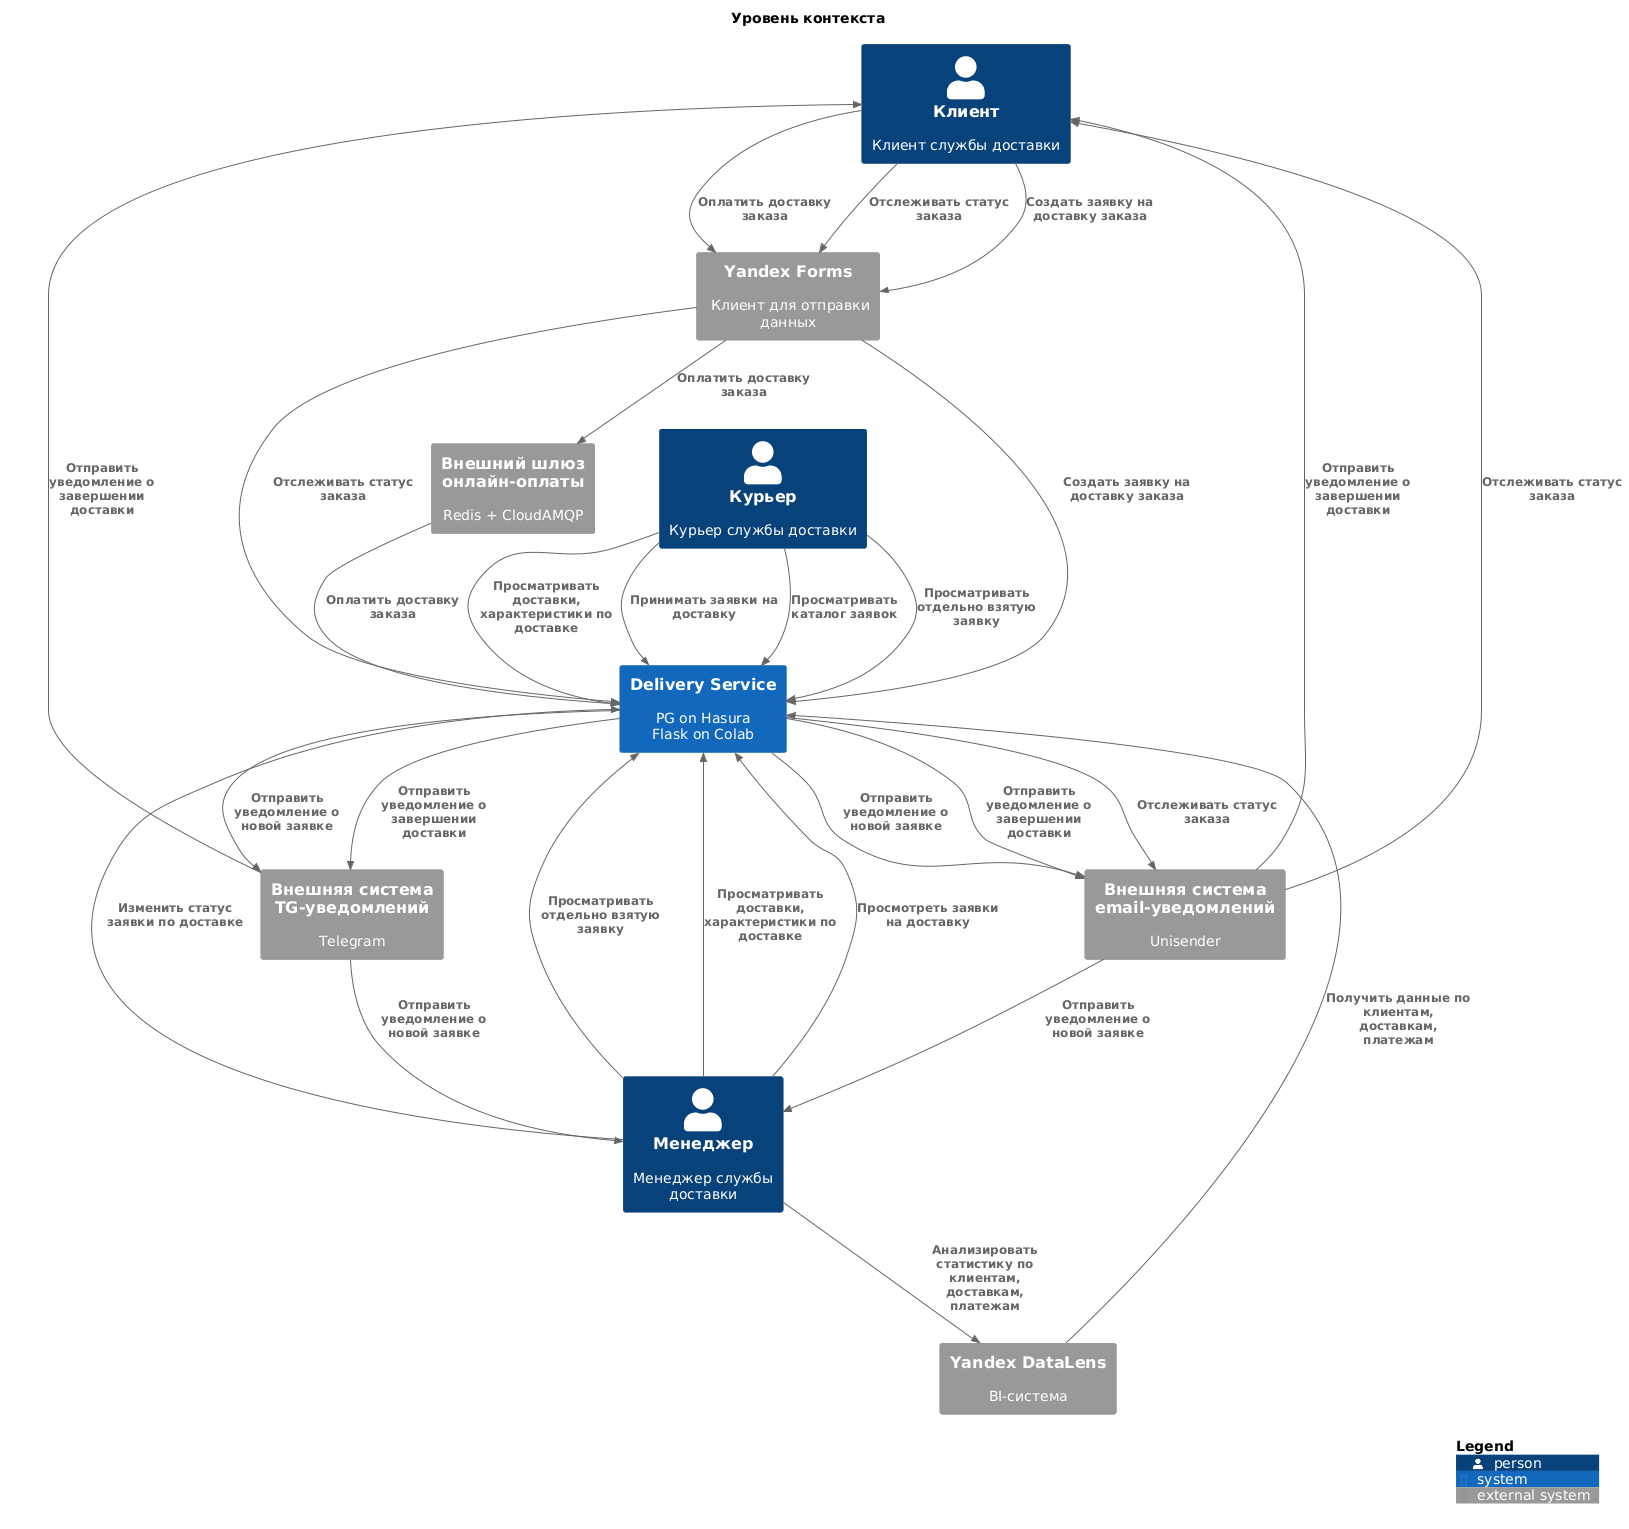 Уровень контекста
Клиент
Клиент службы доставки
Оплатить доставку
заказа
Отслеживать статус
заказа
Создать заявку на
доставку заказа
Yandex Forms
Клиент для отправки
данных
Оплатить доставку
заказа
Внешний шлюз
онлайн-оплаты
Redis + CloudAMQP
Курьер
Курьер службы доставки
Отправить
уведомление о
завершении
доставки
Отслеживать статус
заказа
Создать заявку на
доставку заказа
Отправить
уведомление о
завершении
доставки
Отслеживать статус
заказа
Оплатить доставку
заказа
Просматривать
доставки,
характеристики по
доставке
Принимать заявки на
доставку
Просматривать
каталог заявок
Просматривать
отдельно взятую
заявку
Delivery Service
PG on Hasura
Flask on Colab
Отправить
уведомление о
новой заявке
Отправить
уведомление о
завершении
доставки
Отправить
уведомление о
новой заявке
Отправить
уведомление о
завершении
доставки
Отслеживать статус
заказа
Изменить статус
заявки по доставке
Внешняя система
TG-уведомлений
Telegram
Просматривать
отдельно взятую
заявку
Просматривать
доставки,
характеристики по
доставке
Просмотреть заявки
на доставку
Внешняя система
email-уведомлений
Unisender
Отправить
уведомление о
новой заявке
Отправить
уведомление о
новой заявке
Получить данные по
клиентам,
доставкам,
платежам
Менеджер
Менеджер службы
доставки
Анализировать
статистику по
клиентам,
доставкам,
платежам
Yandex DataLens
BI-система
Legend
person
system
external system